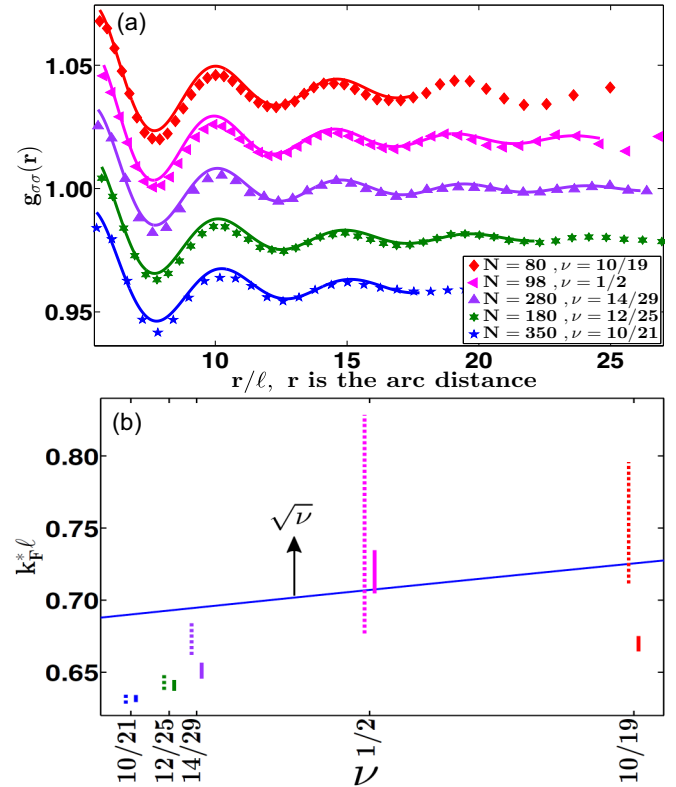 (a)
1.05
1.00
0.95
g_σσ(r)
N = 80 , ν = 10/19
N = 98 , ν = 1/2
N = 280 , ν = 14/29
N = 180 , ν = 12/25
N = 350 , ν = 10/21
10 15 20 25
r/ℓ, r is the arc distance
(b)
0.80
0.75
0.70
0.65
k*_F ℓ
√ν
10/21 12/25 14/29 1/2 10/19
ν